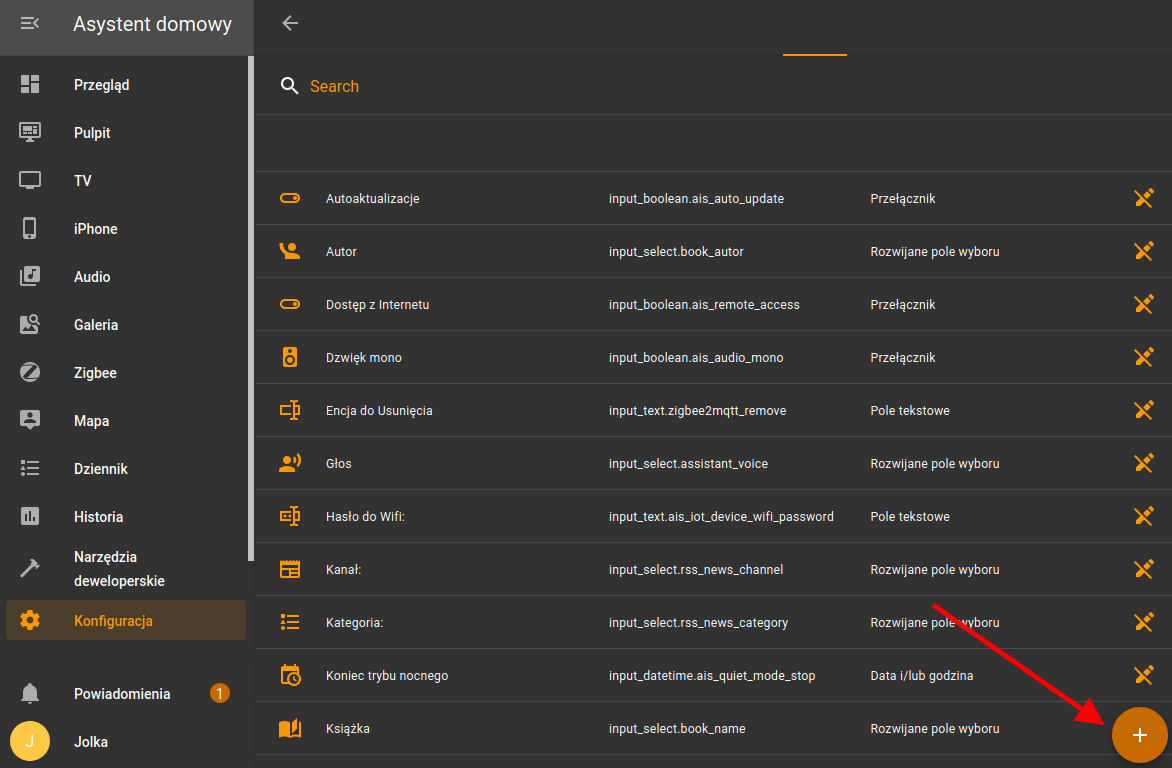 Asystent domowy
Przegląd
Pulpit
TV
iPhone
Audio
Galeria
Zigbee
Mapa
Dziennik
Historia
Narzędzia
deweloperskie
Konfiguracja
Powiadomienia 1
J Jolka
Search
Autoaktualizacje input_boolean.ais_auto_update Przełącznik
Autor input_select.book_autor Rozwijane pole wyboru
Dostęp z Internetu input_boolean.ais_remote_access Przełącznik
Dzwięk mono input_boolean.ais_audio_mono Przełącznik
Encja do Usunięcia input_text.zigbee2mqtt_remove Pole tekstowe
Głos input_select.assistant_voice Rozwijane pole wyboru
Hasło do Wifi: input_text.ais_iot_device_wifi_password Pole tekstowe
Kanał: input_select.rss_news_channel Rozwijane pole wyboru
Kategoria: input_select.rss_news_category Rozwijane pole wyboru
Koniec trybu nocnego input_datetime.ais_quiet_mode_stop Data i/lub godzina
Książka input_select.book_name Rozwijane pole wyboru